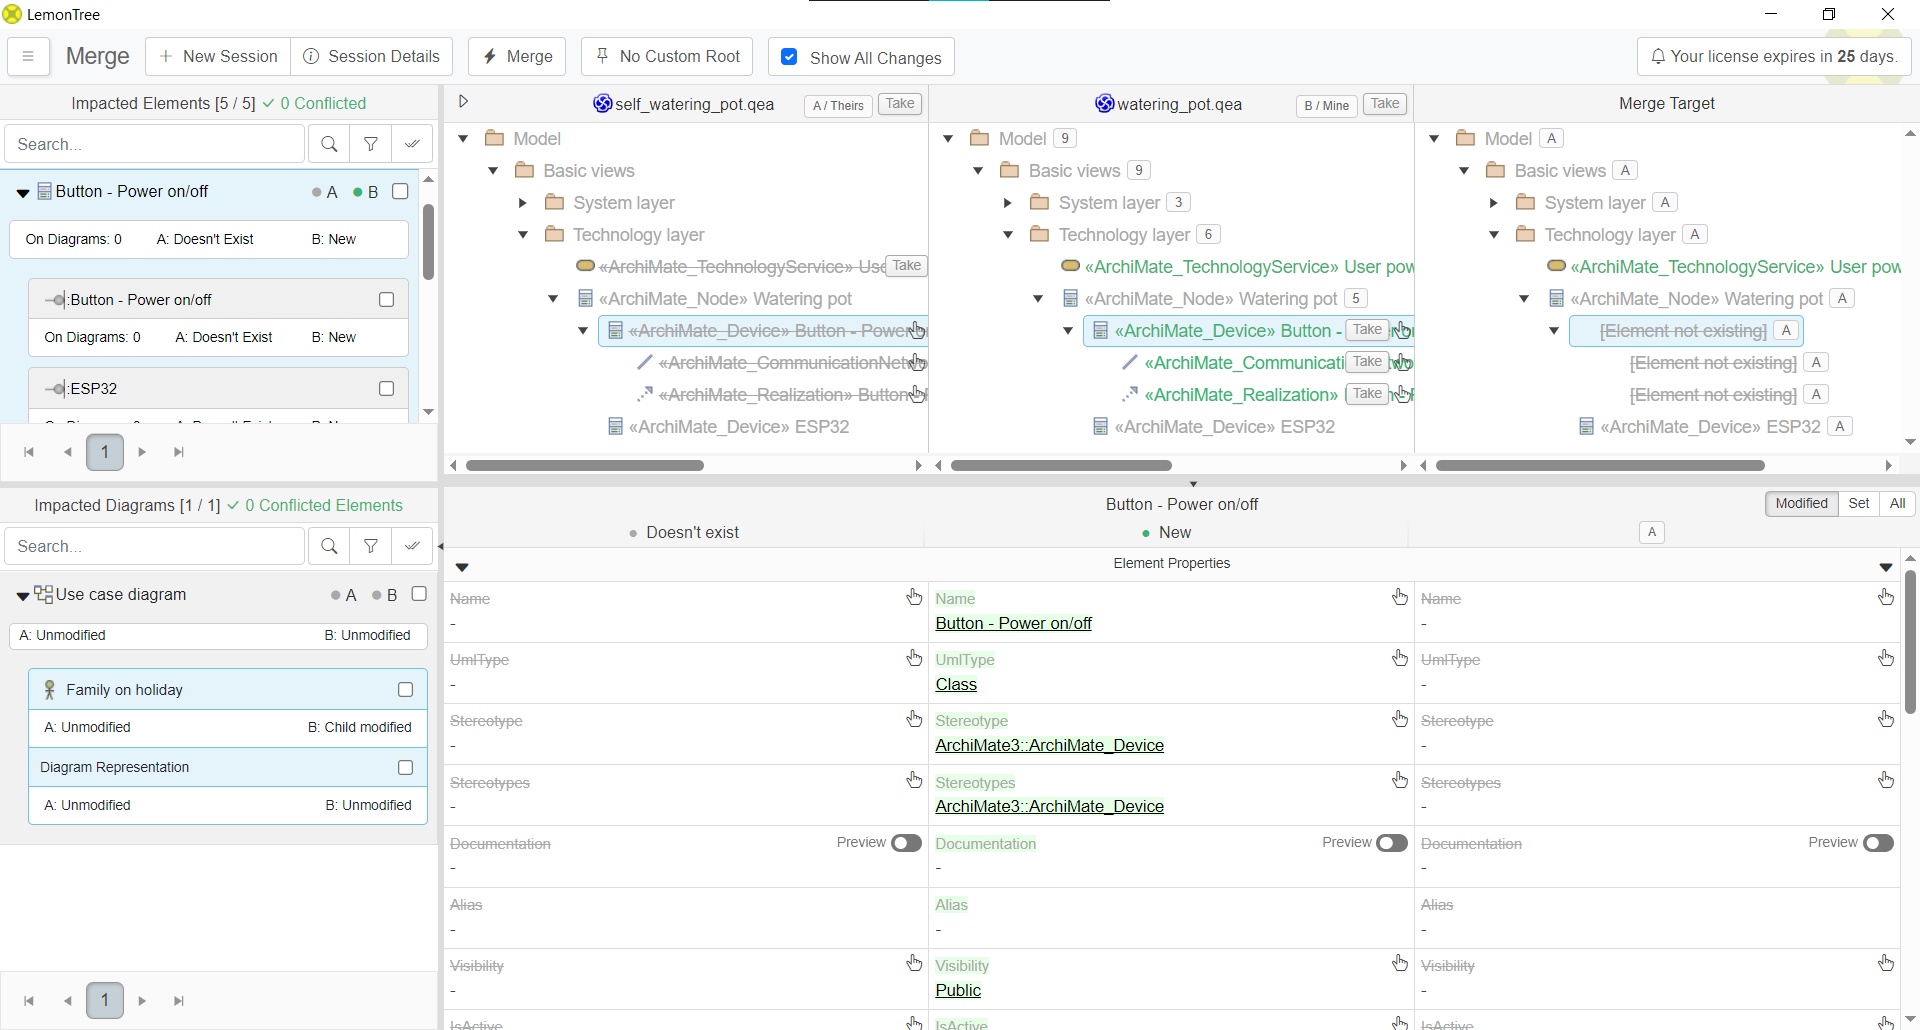 LemonTree
Merge
New Session
Session Details
Merge
No Custom Root
Show All Changes
Your license expires in 25 days.
Impacted Elements [5 / 5] 0 Conflicted
Search...
Button - Power on/off A B
On Diagrams: 0 A: Doesn't Exist B: New
:Button - Power on/off
On Diagrams: 0 A: Doesn't Exist B: New
:ESP32
1
self_watering_pot.qea A / Theirs Take
Model
Basic views
System layer
Technology layer
«ArchiMate_TechnologyService» Use Take
«ArchiMate_Node» Watering pot
«ArchiMate_Device» Button - Power
«ArchiMate_CommunicationNetwo
«ArchiMate_Realization» Button
«ArchiMate_Device» ESP32
watering_pot.qea B / Mine Take
Model 9
Basic views 9
System layer 3
Technology layer 6
«ArchiMate_TechnologyService» User pow
«ArchiMate_Node» Watering pot 5
«ArchiMate_Device» Button - Take
«ArchiMate_Communicati Take
«ArchiMate_Realization» Take
«ArchiMate_Device» ESP32
Merge Target
Model A
Basic views A
System layer A
Technology layer A
«ArchiMate_TechnologyService» User pow
«ArchiMate_Node» Watering pot A
[Element not existing] A
[Element not existing] A
[Element not existing] A
«ArchiMate_Device» ESP32 A
Impacted Diagrams [1 / 1] 0 Conflicted Elements
Search...
Use case diagram A B
A: Unmodified B: Unmodified
Family on holiday
A: Unmodified B: Child modified
Diagram Representation
A: Unmodified B: Unmodified
1
Button - Power on/off
Modified Set All
Doesn't exist New A
Element Properties
Name Name Name
- Button - Power on/off -
UmlType UmlType UmlType
- Class -
Stereotype Stereotype Stereotype
- ArchiMate3::ArchiMate_Device -
Stereotypes Stereotypes Stereotypes
- ArchiMate3::ArchiMate_Device -
Documentation Preview Documentation Preview Documentation Preview
- - -
Alias Alias Alias
- - -
Visibility Visibility Visibility
- Public -
IsActive IsActive IsActive